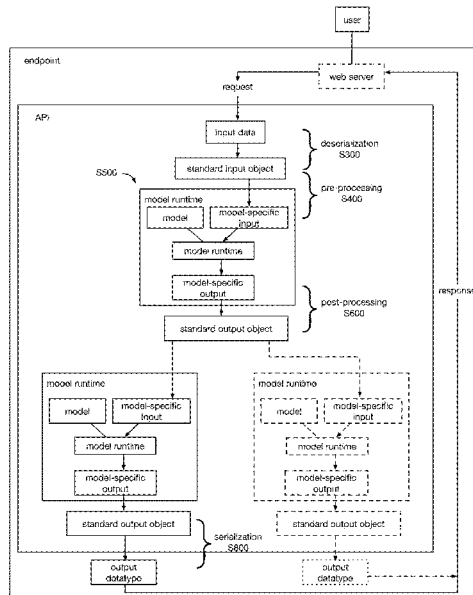 user
endpoint
web server
request
API
input data
deserialization
S300
standard input object
S500
pre-processing
S400
model runtime
model
model-specific
input
model runtime
model-specific
output
response
post-processing
S600
standard output object
model runtime
model
model-specific
input
model runtime
model-specific
output
standard output object
model runtime
model
model-specific
input
model runtime
model-specific
output
standard output object
serialization
output
datatype
output
datatype